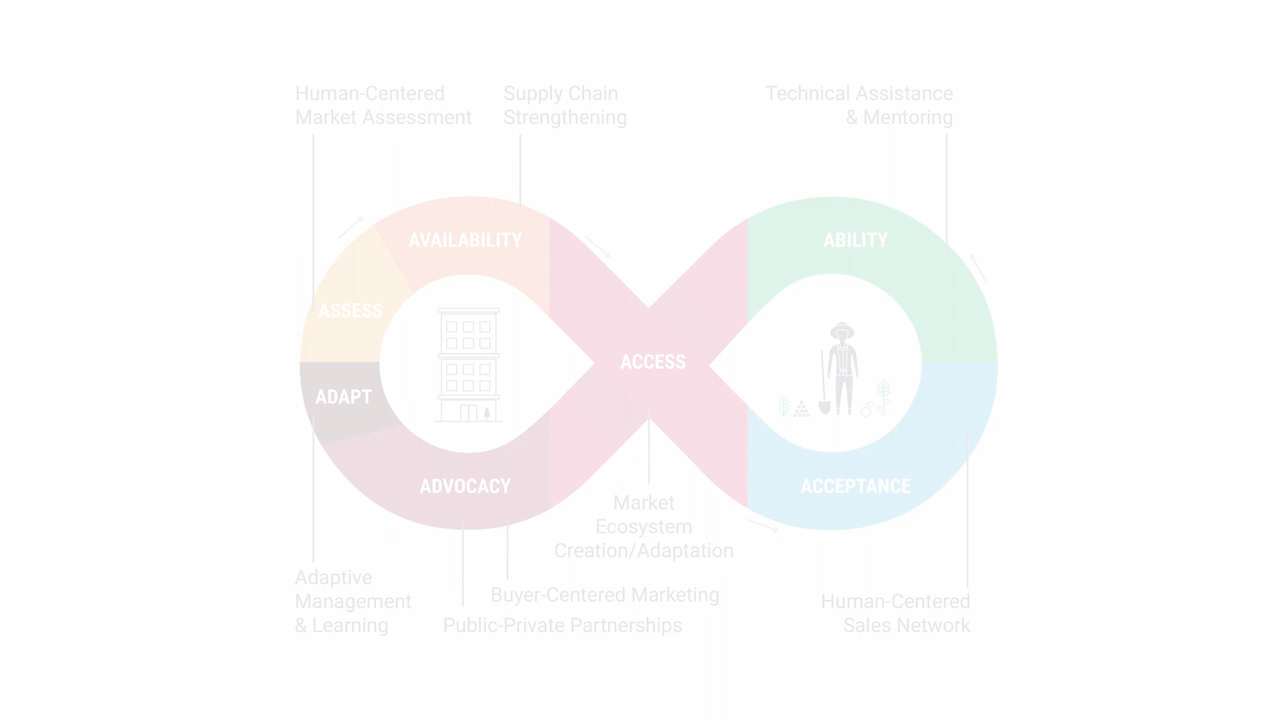 Human-Centered
Market Assessment
Supply Chain
Strengthening
Technical Assistance
& Mentoring
AVAILABILITY
ABILITY
ASSESS
ACCESS
ADAPT
ADVOCACY
ACCEPTANCE
Market
Ecosystem
Creation/Adaptation
Adaptive
Management
& Learning
Buyer-Centered Marketing
Public-Private Partnerships
Human-Centered
Sales Network